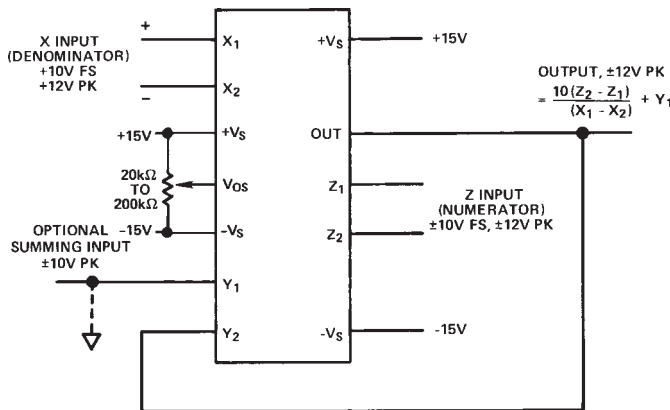 X INPUT
(DENOMINATOR)
+10V FS
+12V PK
+
–
X1
X2
+VS
VOS
-VS
Y1
Y2
+15V
20kΩ
TO
200kΩ
-15V
OPTIONAL
SUMMING INPUT
±10V PK
+VS
OUT
Z1
Z2
-VS
+15V
Z INPUT
(NUMERATOR)
±10V FS, ±12V PK
-15V
OUTPUT, ±12V PK
= 10(Z2 - Z1) / (X1 - X2) + Y1